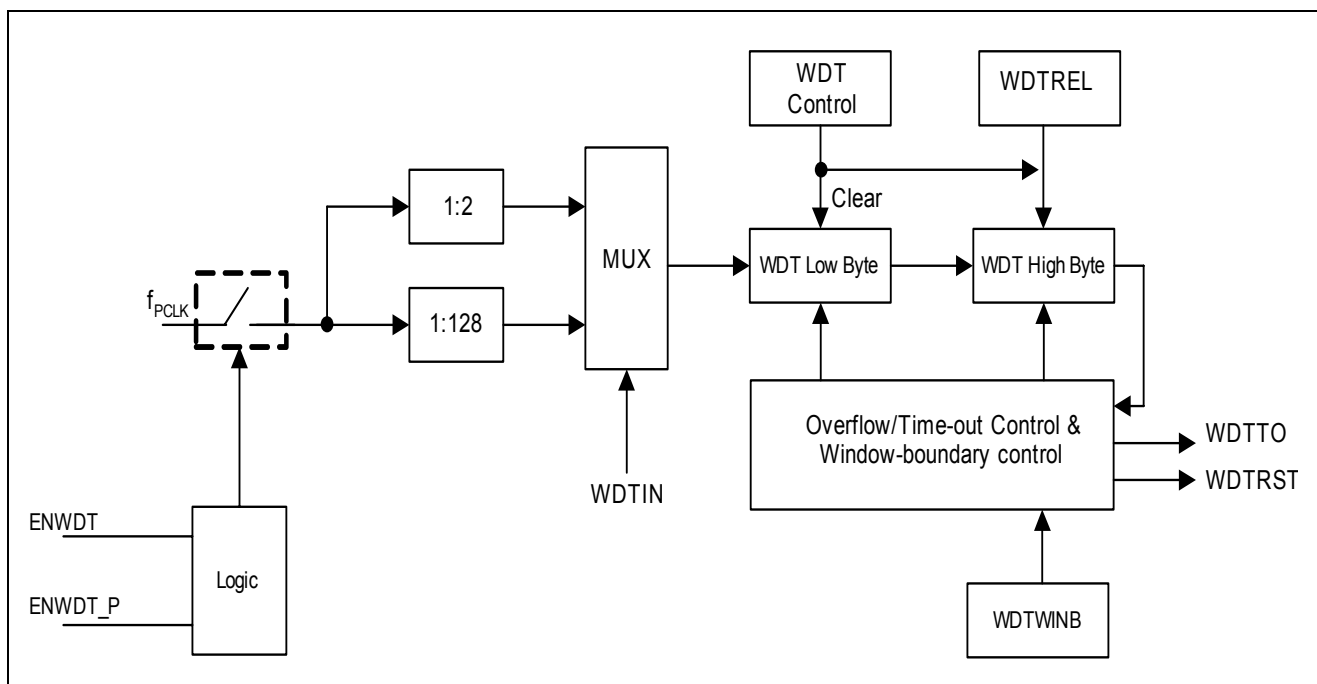 WDT
Control
WDTREL
1:2
Clear
MUX
WDT Low Byte
WDT High Byte
fPCLK
1:128
Overflow/Time-out Control &
Window-boundary control
WDTTO
WDTRST
WDTIN
ENWDT
Logic
ENWDT_P
WDTWINB